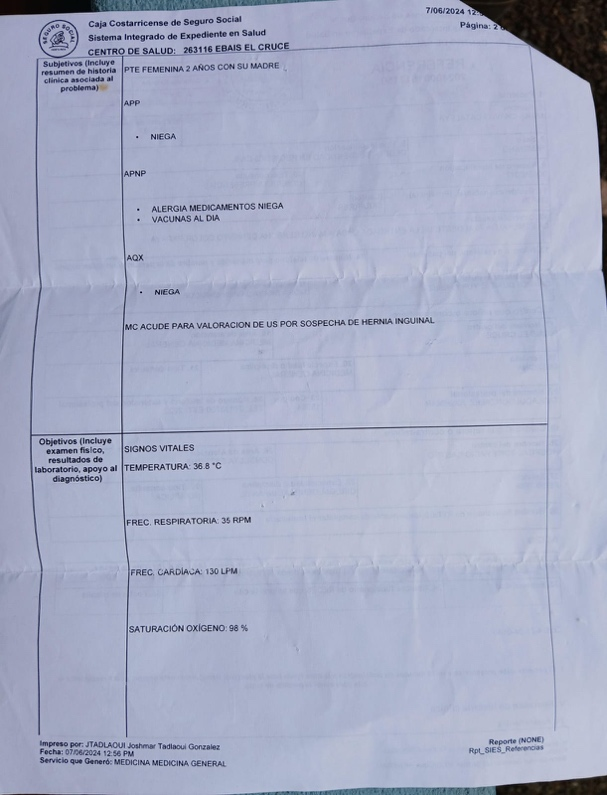 7/06/2024 12:
Caja Costarricense de Seguro Social
Página: 2
Sistema Integrado de Expediente en Salud
CENTRO DE SALUD: 263116 EBAIS EL CRUCE
Subjetivos (Incluye
resumen de historia
clínica asociada al
problema)
PTE FEMENINA 2 AÑOS CON SU MADRE
APP
• NIEGA
APNP
• ALERGIA MEDICAMENTOS NIEGA
• VACUNAS AL DIA
AQX
• NIEGA
MC ACUDE PARA VALORACION DE US POR SOSPECHA DE HERNIA INGUINAL
Objetivos (Incluye
examen físico,
resultados de
laboratorio, apoyo al
diagnóstico)
SIGNOS VITALES
TEMPERATURA: 36.8 °C
FREC. RESPIRATORIA: 35 RPM
FREC. CARDÍACA: 130 LPM
SATURACIÓN OXÍGENO: 98 %
Impreso por: JTADLAOUI Joshmar Tadlaoui Gonzalez
Fecha: 07/06/2024 12:56 PM
Servicio que Generó: MEDICINA MEDICINA GENERAL
Reporte (NONE)
Rpt_SIES_Referencias